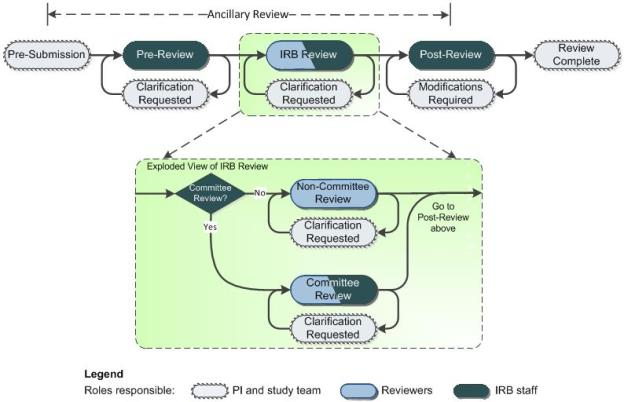 Ancillary Review
Pre-Submission
Pre-Review
IRB Review
Post-Review
Review
Complete
Clarification
Requested
Clarification
Requested
Modifications
Required
Exploded View of IRB Review
Committee
Review?
No
Yes
Non-Committee
Review
Clarification
Requested
Go to
Post-Review
above
Committee
Review
Clarification
Requested
Legend
Roles responsible:
PI and study team
Reviewers
IRB staff